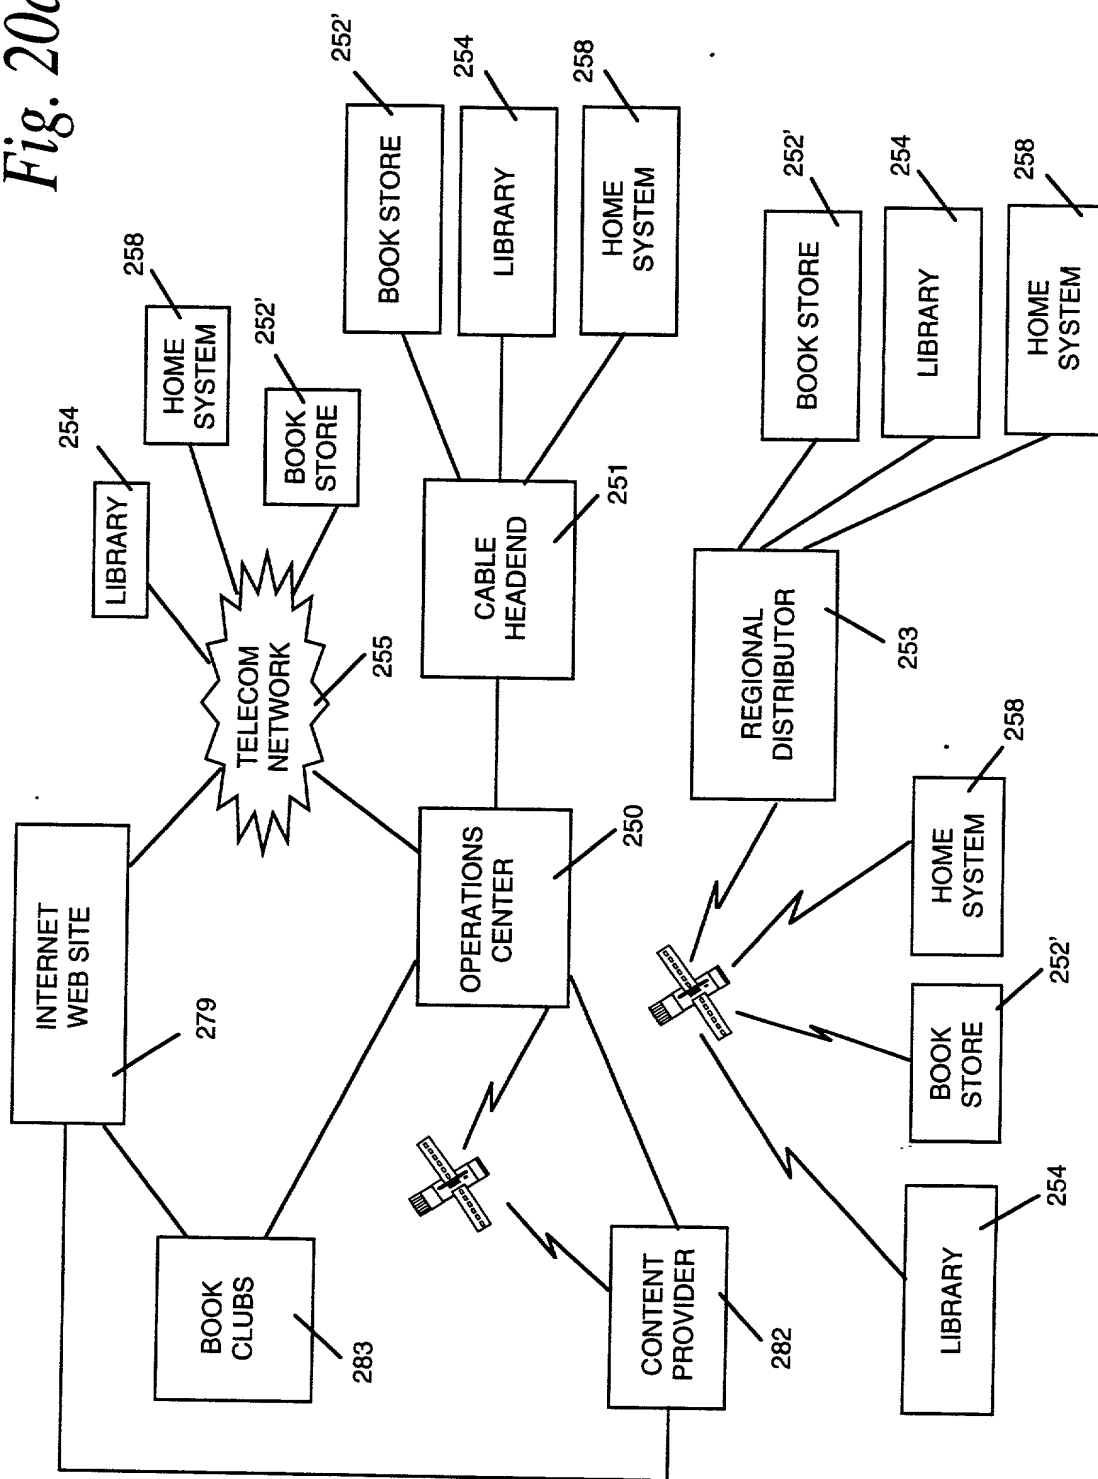 Fig. 20a
INTERNET
WEB SITE
279
LIBRARY
254
HOME
SYSTEM
258
BOOK
STORE
252'
BOOK
CLUBS
283
TELECOM
NETWORK
255
BOOK STORE
252'
LIBRARY
254
HOME
SYSTEM
258
OPERATIONS
CENTER
250
CABLE
HEADEND
251
CONTENT
PROVIDER
282
REGIONAL
DISTRIBUTOR
253
BOOK STORE
252'
LIBRARY
254
HOME
SYSTEM
258
LIBRARY
254
BOOK
STORE
252'
HOME
SYSTEM
258